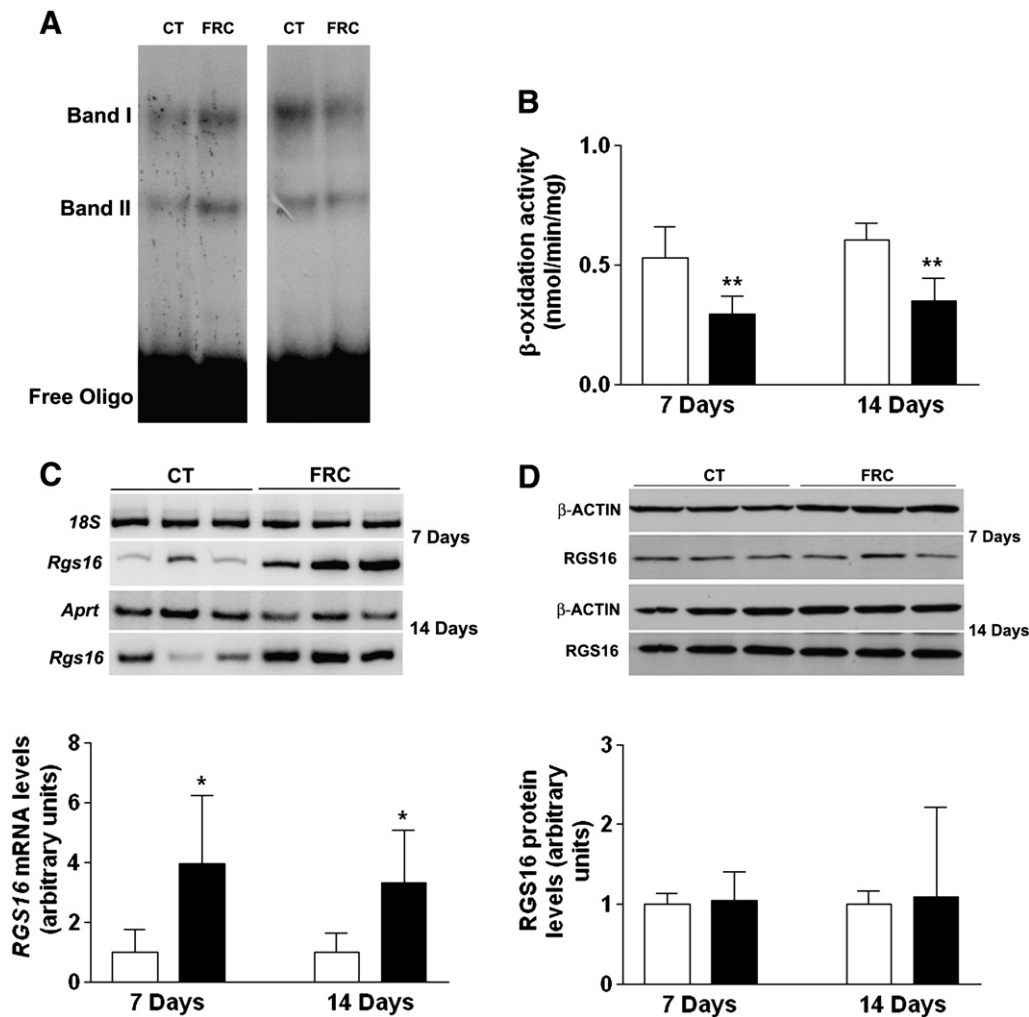 A
CT FRC CT FRC
Band I
Band II
Free Oligo
B
β-oxidation activity
(nmol/min/mg)
1.0
0.5
0.0
**
**
7 Days 14 Days
C
CT FRC
18S
Rgs16
7 Days
Aprt
Rgs16
14 Days
RGS16 mRNA levels
(arbitrary units)
8
6
4
2
0
*
*
7 Days 14 Days
D
CT FRC
β-ACTIN
RGS16
7 Days
β-ACTIN
RGS16
14 Days
RGS16 protein
levels (arbitrary
units)
3
2
1
0
7 Days 14 Days